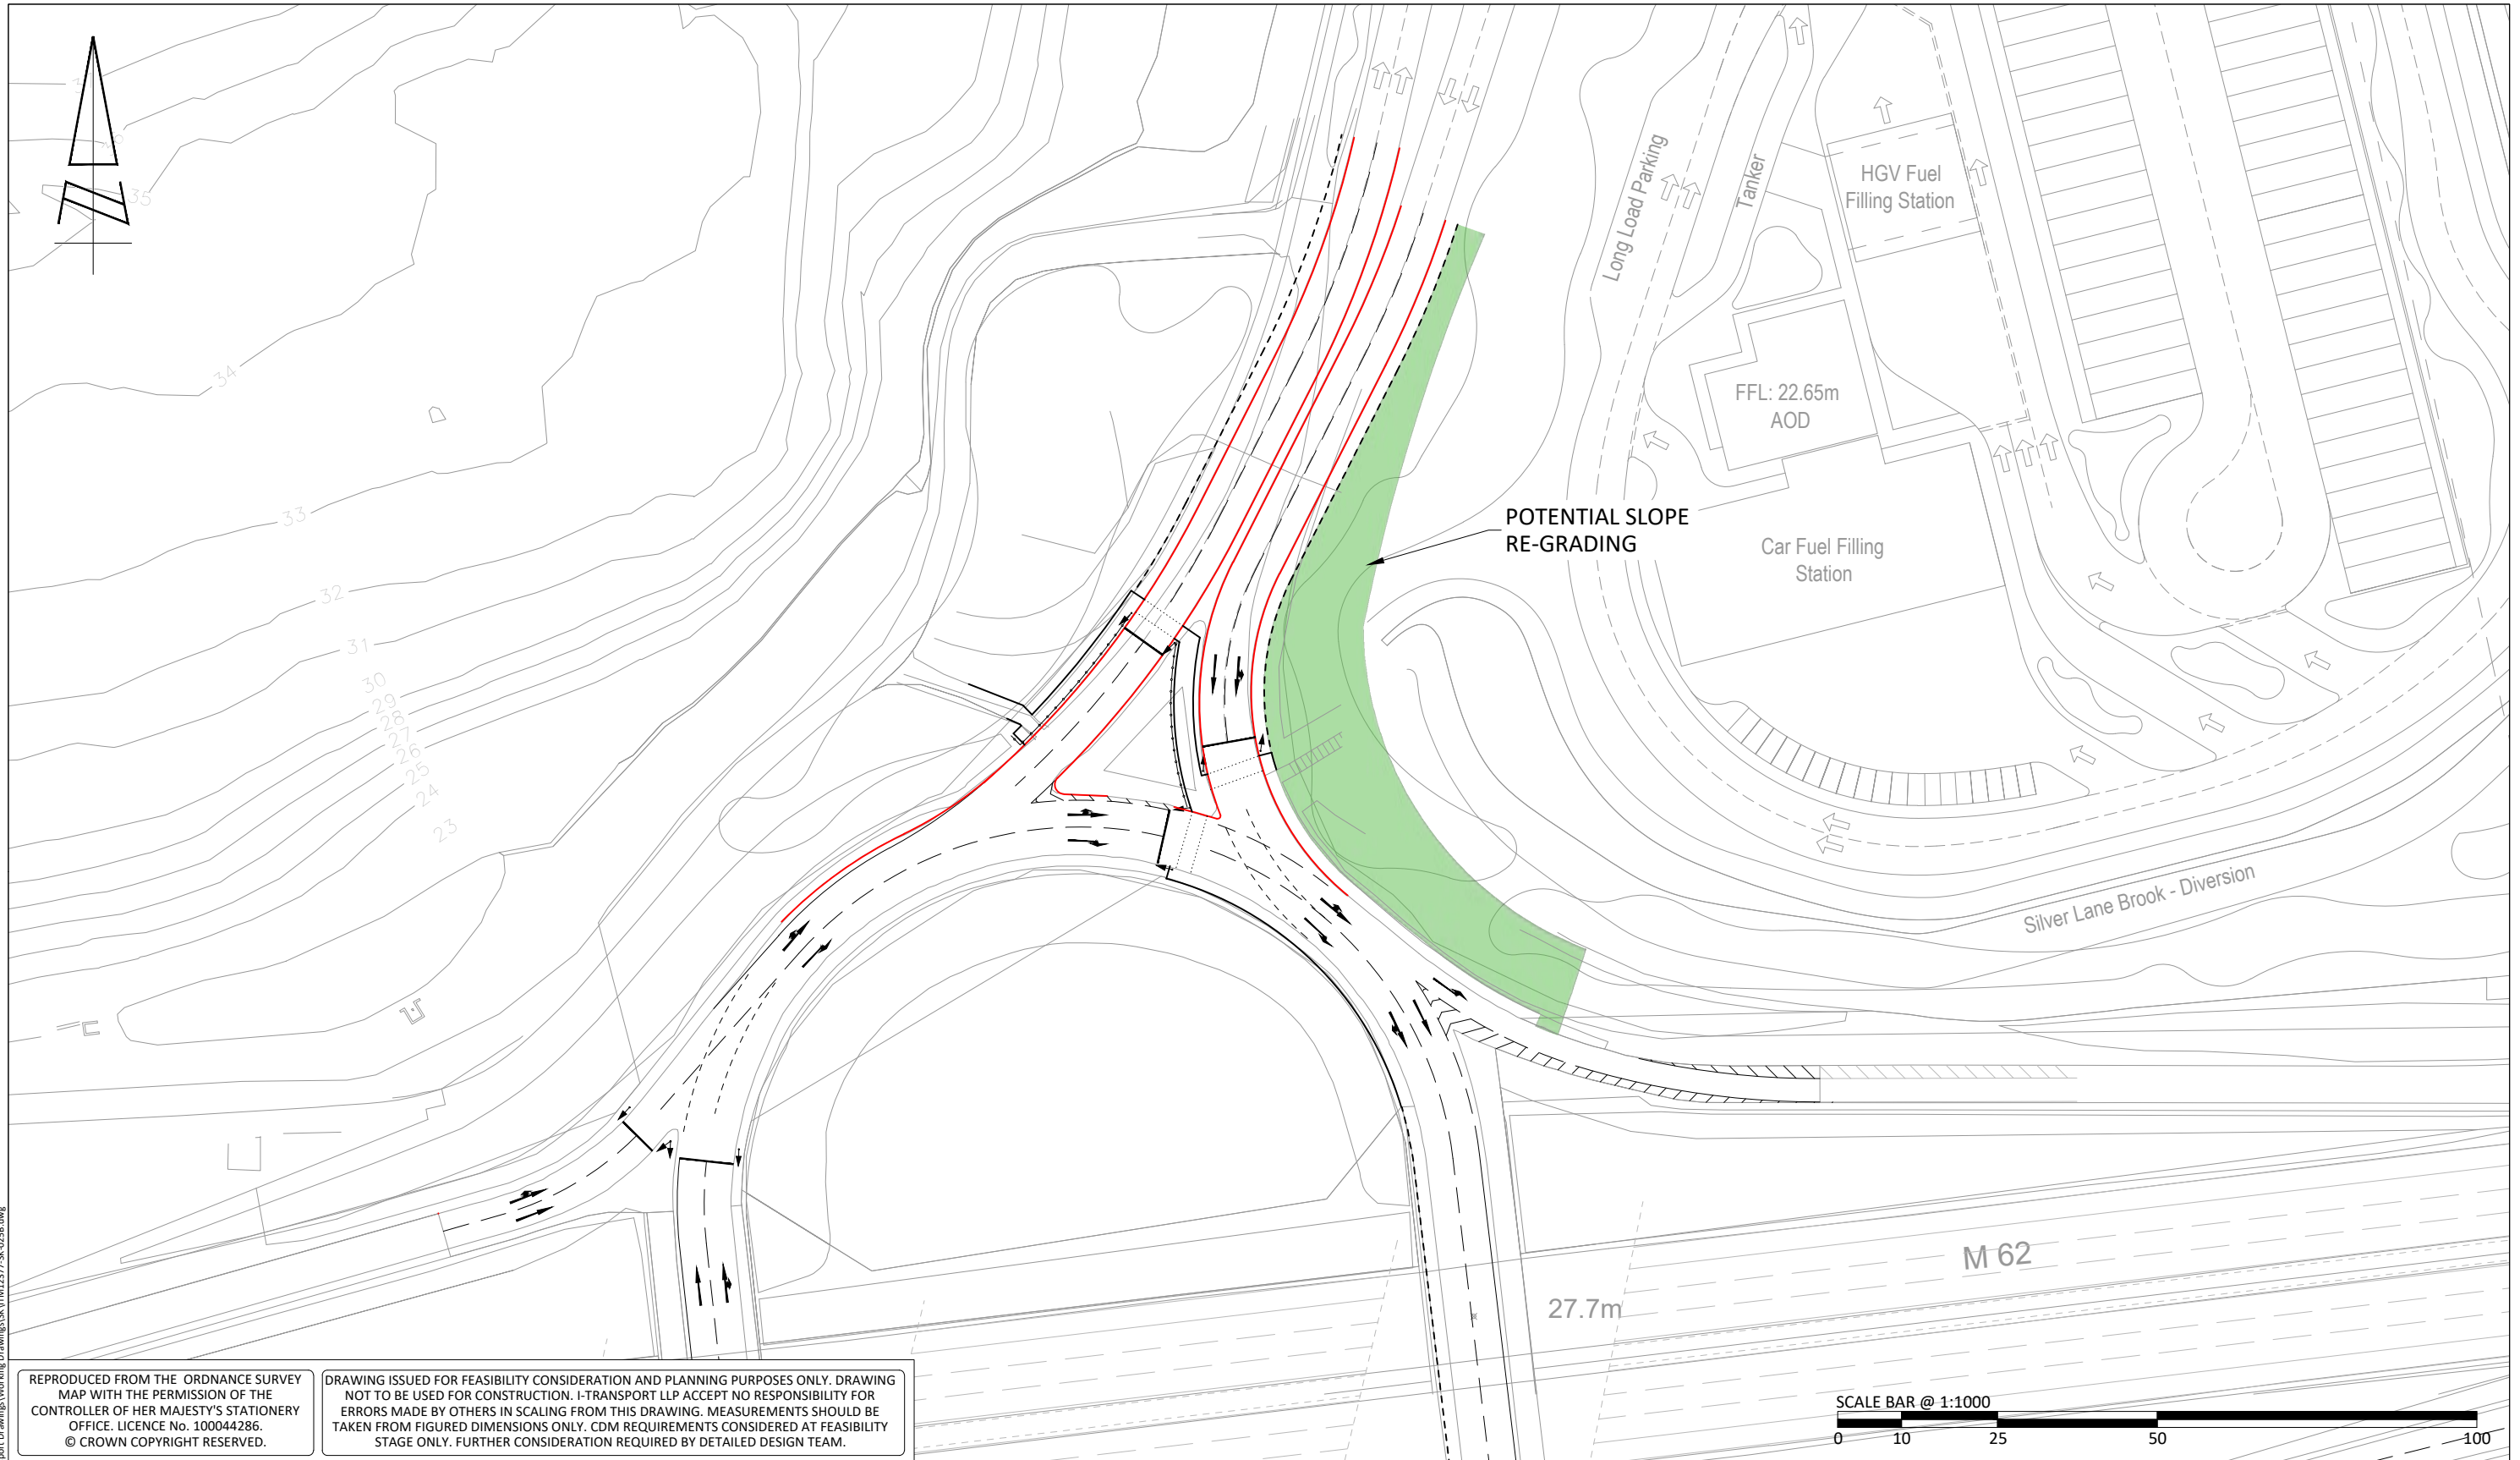 35
34
33
32
31
30
29
28
27
26
25
24
23
Long Load Parking
Tanker
HGV Fuel
Filling Station
FFL: 22.65m
AOD
POTENTIAL SLOPE
RE-GRADING
Car Fuel Filling
Station
Silver Lane Brook - Diversion
M 62
27.7m
REPRODUCED FROM THE ORDNANCE SURVEY
MAP WITH THE PERMISSION OF THE
CONTROLLER OF HER MAJESTY'S STATIONERY
OFFICE. LICENCE No. 100044286.
© CROWN COPYRIGHT RESERVED.
DRAWING ISSUED FOR FEASIBILITY CONSIDERATION AND PLANNING PURPOSES ONLY. DRAWING
NOT TO BE USED FOR CONSTRUCTION. I-TRANSPORT LLP ACCEPT NO RESPONSIBILITY FOR
ERRORS MADE BY OTHERS IN SCALING FROM THIS DRAWING. MEASUREMENTS SHOULD BE
TAKEN FROM FIGURED DIMENSIONS ONLY. CDM REQUIREMENTS CONSIDERED AT FEASIBILITY
STAGE ONLY. FURTHER CONSIDERATION REQUIRED BY DETAILED DESIGN TEAM.
SCALE BAR @ 1:1000
0 10 25 50 100